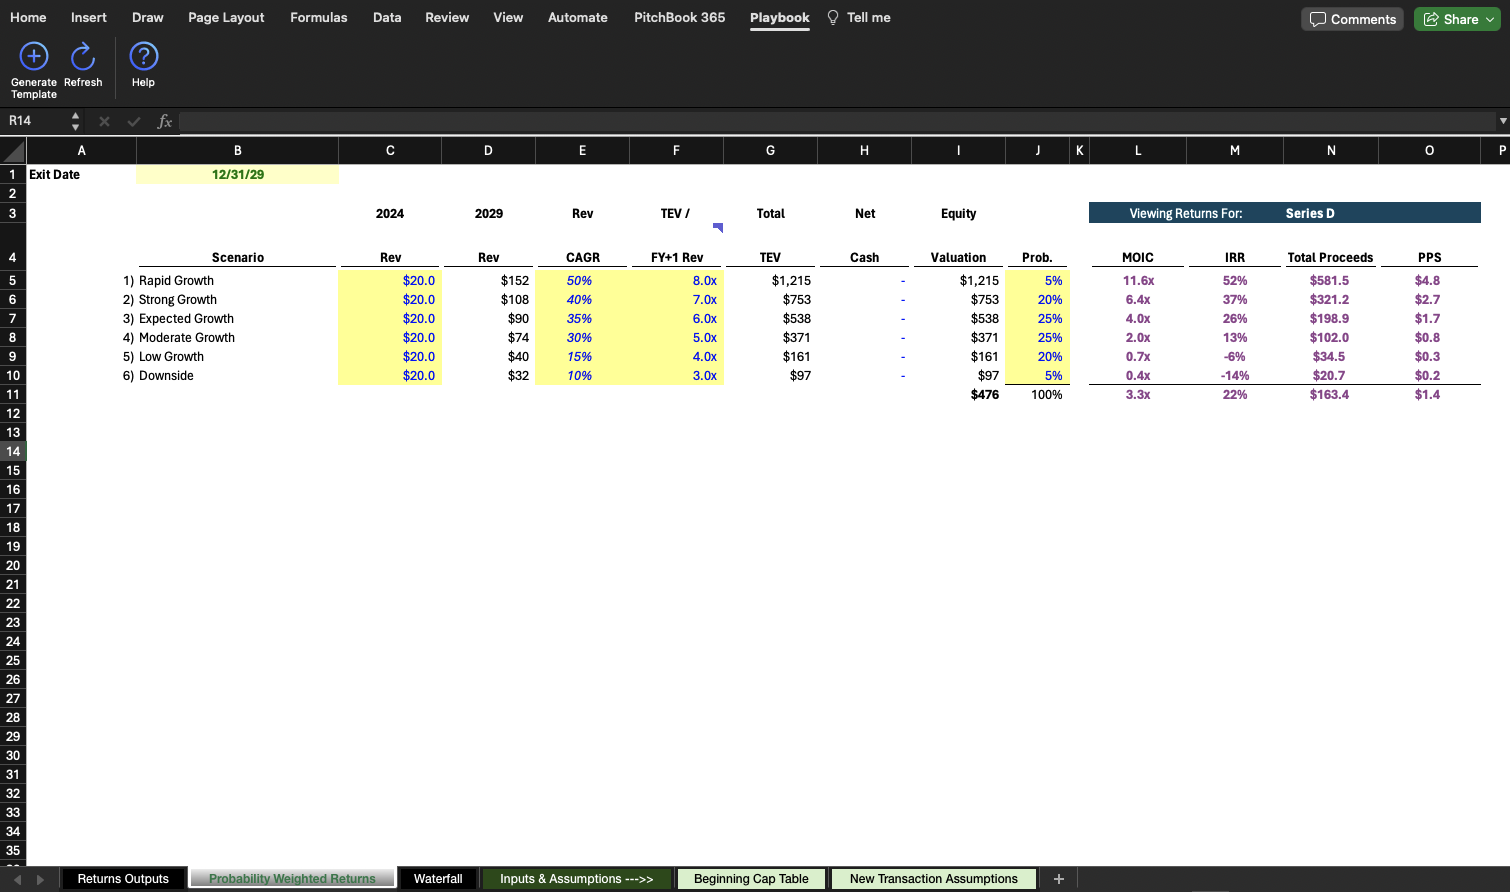 Home Insert Draw Page Layout Formulas Data Review View Automate PitchBook 365 Playbook Tell me Comments Share
Generate Template Refresh Help
R14 fx
A B C D E F G H I J K L M N O P
1 Exit Date 12/31/29
2
3 2024 2029 Rev TEV / Total Net Equity Viewing Returns For: Series D
4 Scenario Rev Rev CAGR FY+1 Rev TEV Cash Valuation Prob. MOIC IRR Total Proceeds PPS
5 1) Rapid Growth $20.0 $152 50% 8.0x $1,215 - $1,215 5% 11.6x 52% $581.5 $4.8
6 2) Strong Growth $20.0 $108 40% 7.0x $753 - $753 20% 6.4x 37% $321.2 $2.7
7 3) Expected Growth $20.0 $90 35% 6.0x $538 - $538 25% 4.0x 26% $198.9 $1.7
8 4) Moderate Growth $20.0 $74 30% 5.0x $371 - $371 25% 2.0x 13% $102.0 $0.8
9 5) Low Growth $20.0 $40 15% 4.0x $161 - $161 20% 0.7x -6% $34.5 $0.3
10 6) Downside $20.0 $32 10% 3.0x $97 - $97 5% 0.4x -14% $20.7 $0.2
11 $476 100% 3.3x 22% $163.4 $1.4
12
13
14
15
16
17
18
19
20
21
22
23
24
25
26
27
28
29
30
31
32
33
34
35
Returns Outputs Probability Weighted Returns Waterfall Inputs & Assumptions --->> Beginning Cap Table New Transaction Assumptions +